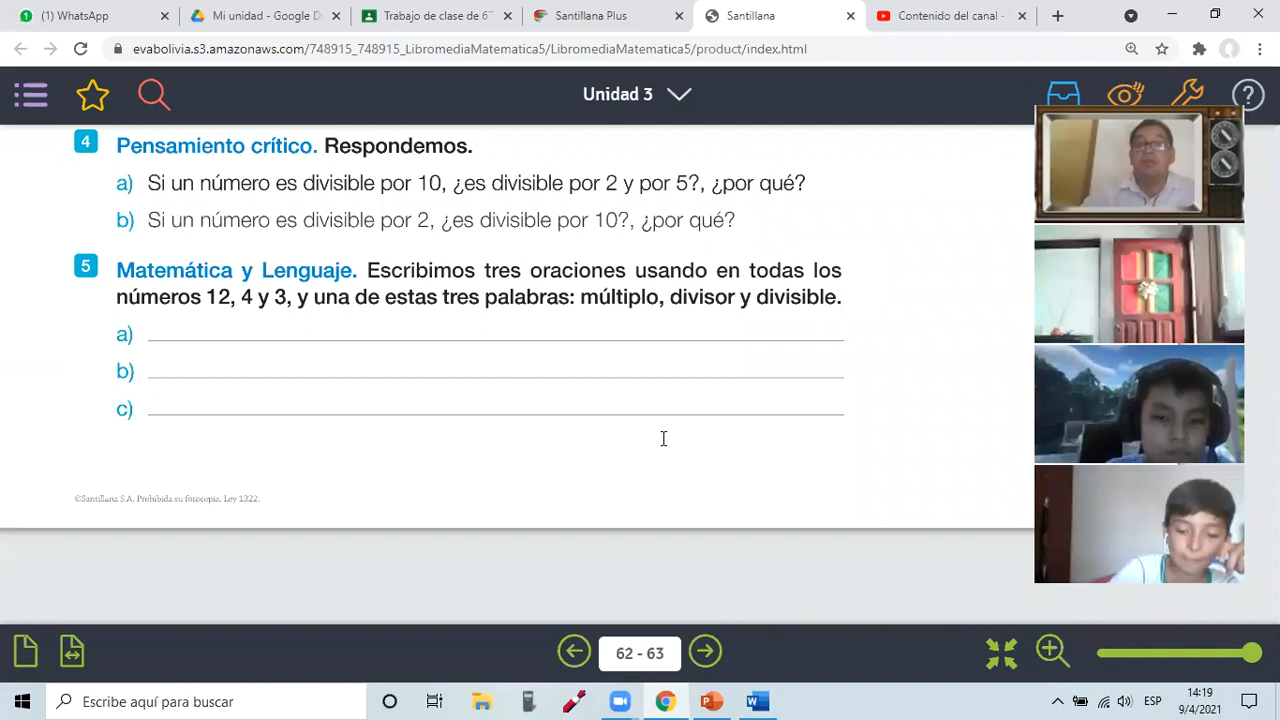 (1) WhatsApp
Mi unidad - Google D
Trabajo de clase de 6
Santillana Plus
Santillana
Contenido del canal -
evabolivia.s3.amazonaws.com/748915_748915_LibromediaMatematica5/LibromediaMatematica5/product/index.html
Unidad 3
4 Pensamiento crítico. Respondemos.
a) Si un número es divisible por 10, ¿es divisible por 2 y por 5?, ¿por qué?
b) Si un número es divisible por 2, ¿es divisible por 10?, ¿por qué?
5 Matemática y Lenguaje. Escribimos tres oraciones usando en todas los
números 12, 4 y 3, y una de estas tres palabras: múltiplo, divisor y divisible.
a)
b)
c)
©Santillana S.A. Prohibida su fotocopia. Ley 1322.
62 - 63
Escribe aquí para buscar
ESP
14:19
9/4/2021